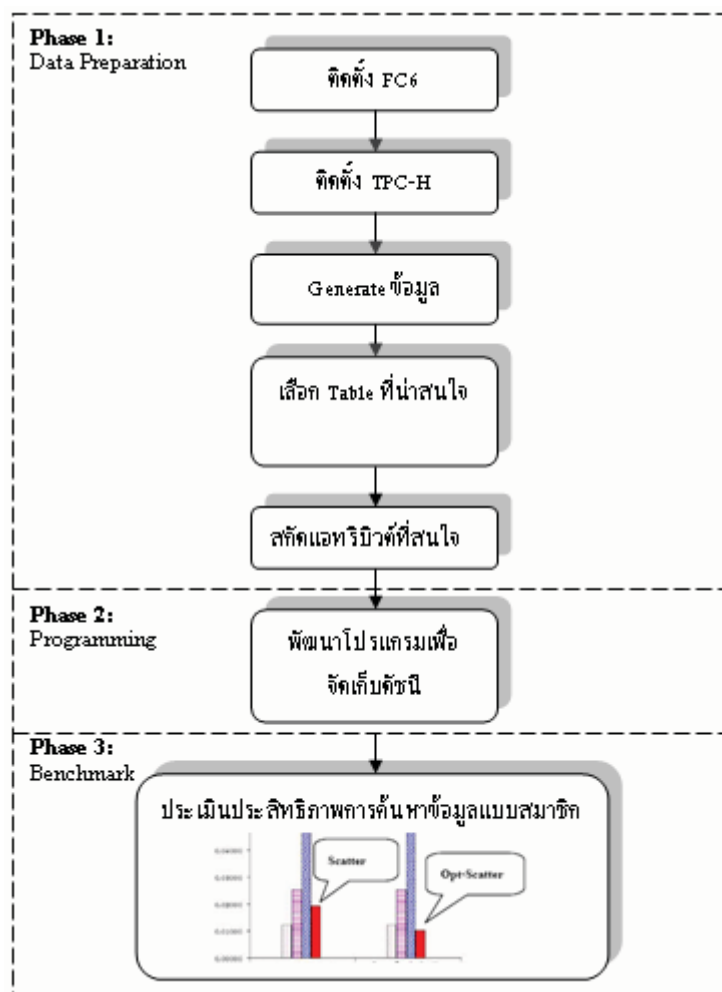 Phase 1:
Data Preparation
ติดตั้ง FC6
ติดตั้ง TPC-H
Generate ข้อมูล
เลือก Table ที่น่าสนใจ
สกัดแอทริบิวต์ที่สนใจ
Phase 2:
Programming
พัฒนาโปรแกรมเพื่อ
จัดเก็บดัชนี
Phase 3:
Benchmark
ประเมินประสิทธิภาพการค้นหาข้อมูลแบบสมาชิก
Scatter
Opt-Scatter